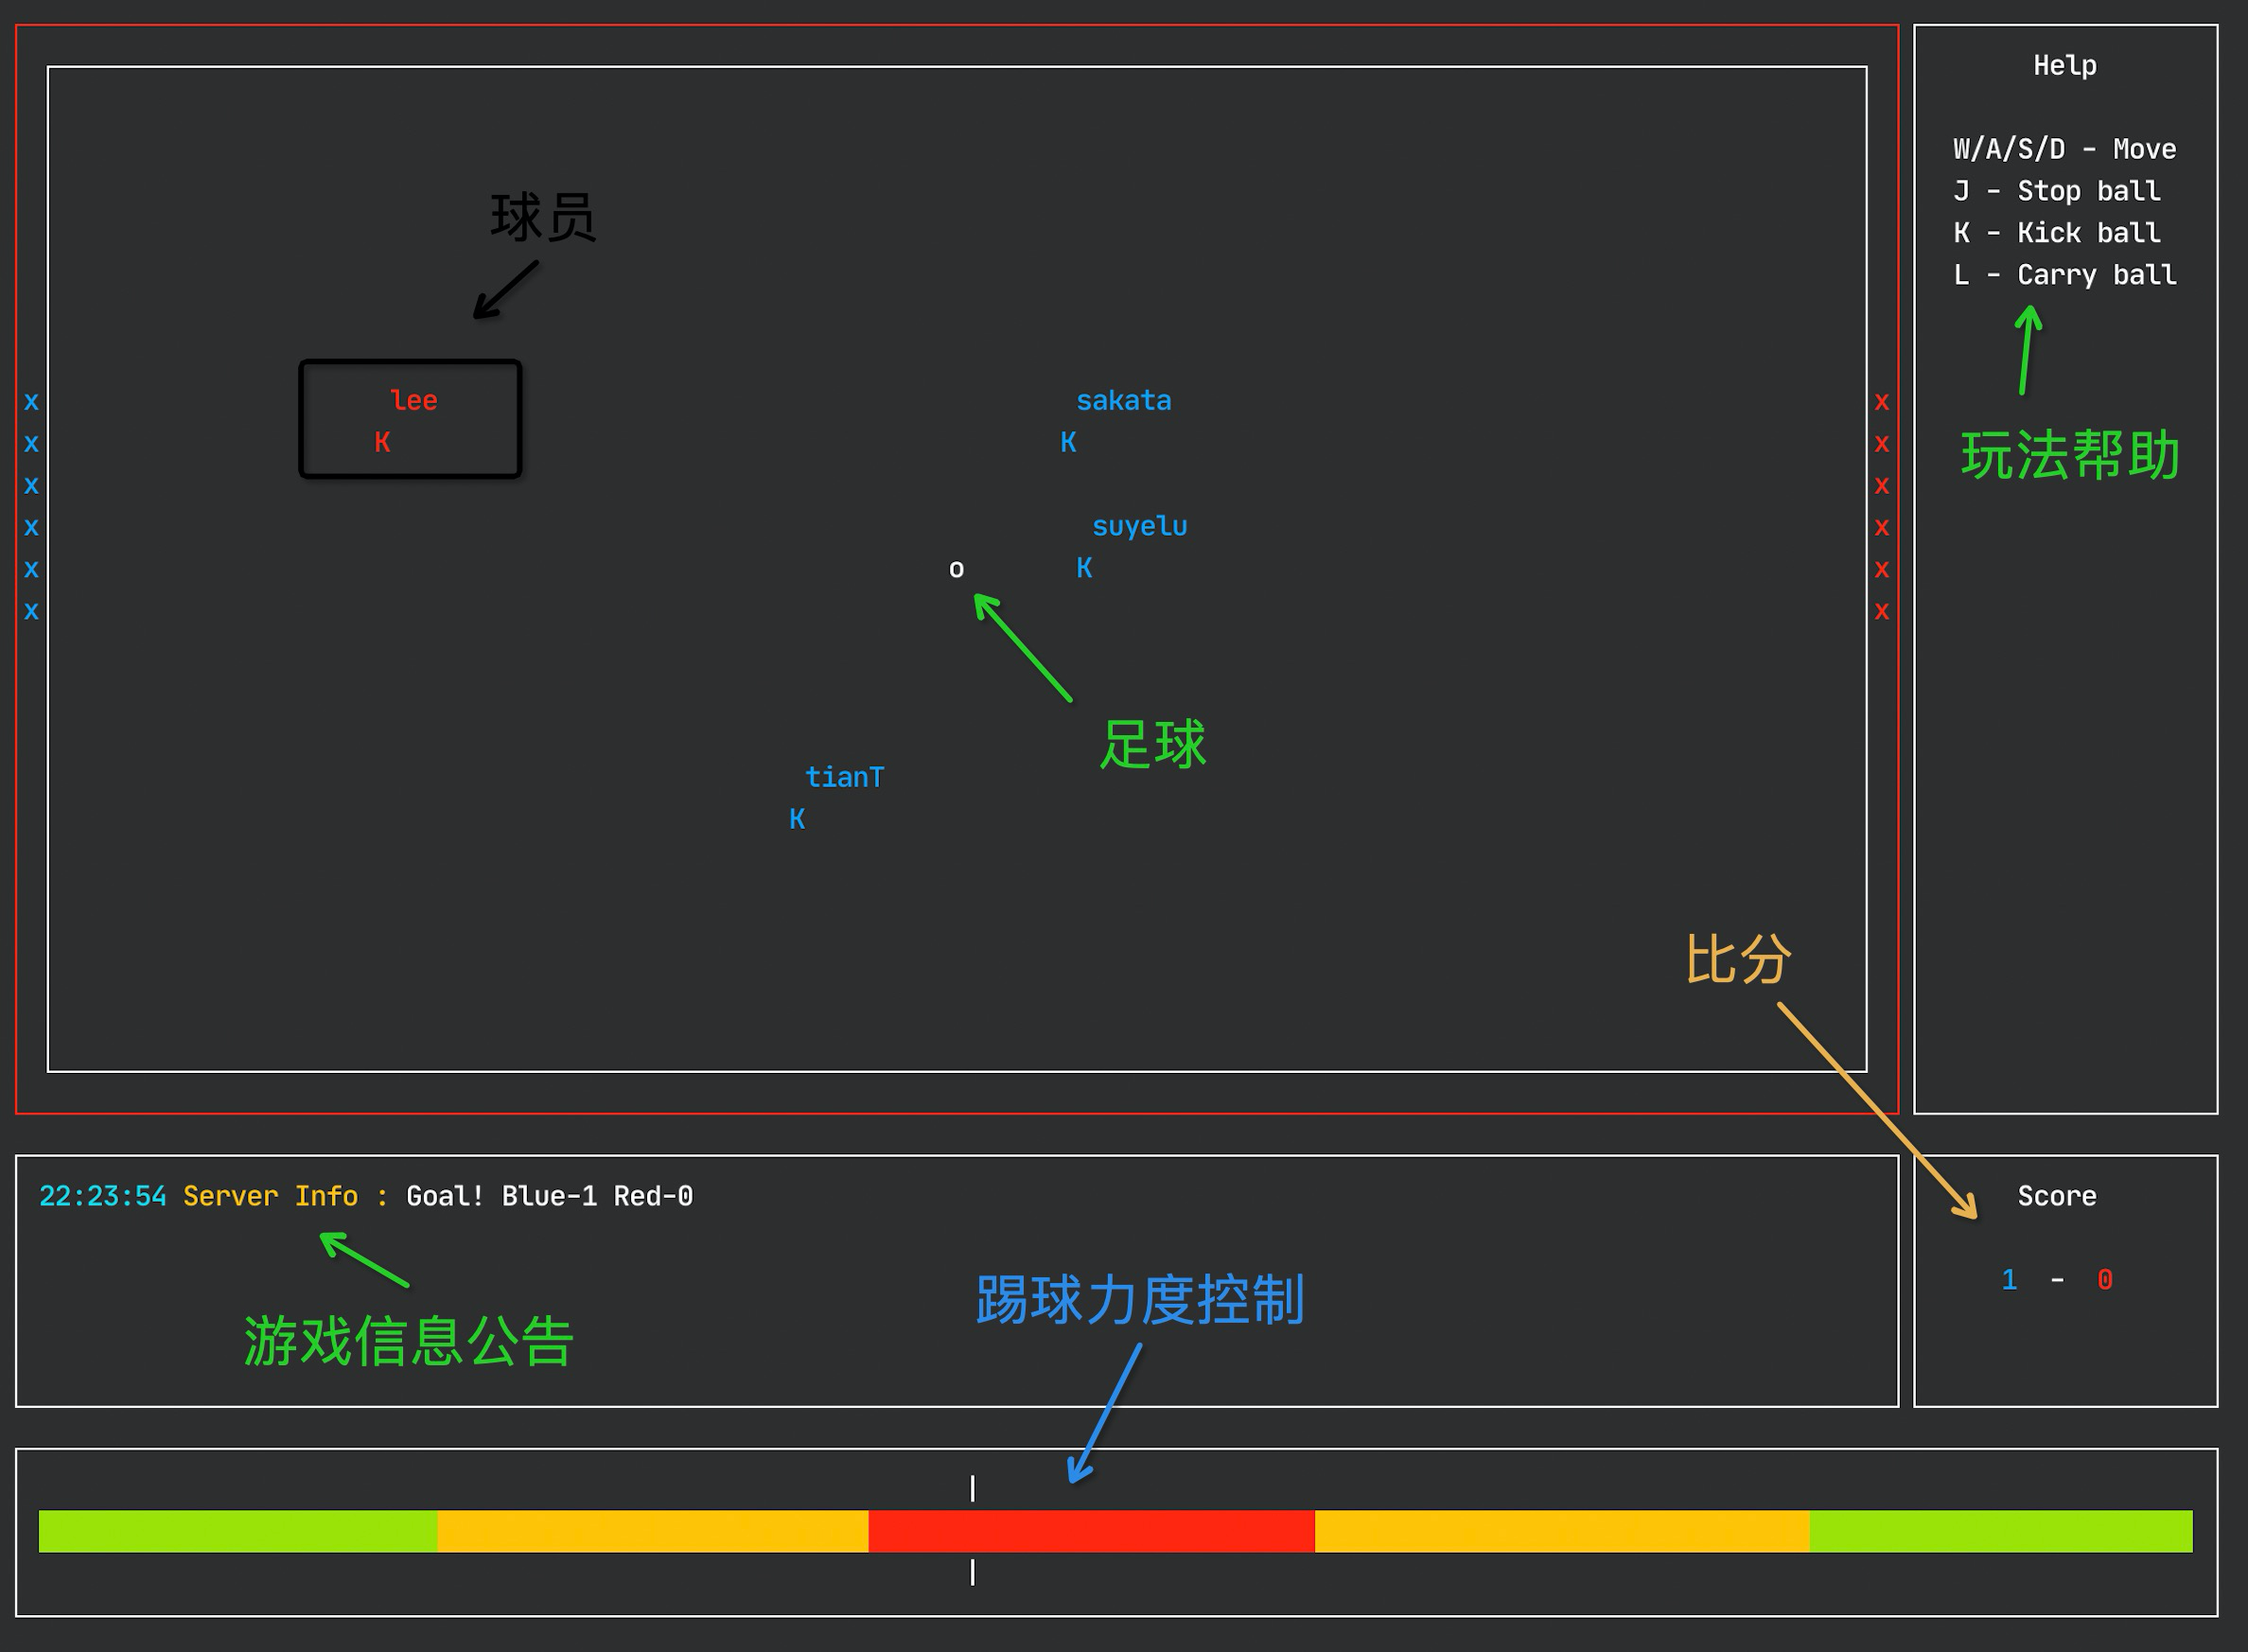 Help
W/A/S/D - Move
J - Stop ball
K - Kick ball
L - Carry ball
玩法帮助
球员
lee
K
sakata
K
suyelu
K
o
足球
tianT
K
x
x
x
x
x
x
x
x
x
x
x
x
比分
22:23:54 Server Info : Goal! Blue-1 Red-0
游戏信息公告
踢球力度控制
Score
1 - 0
|
|